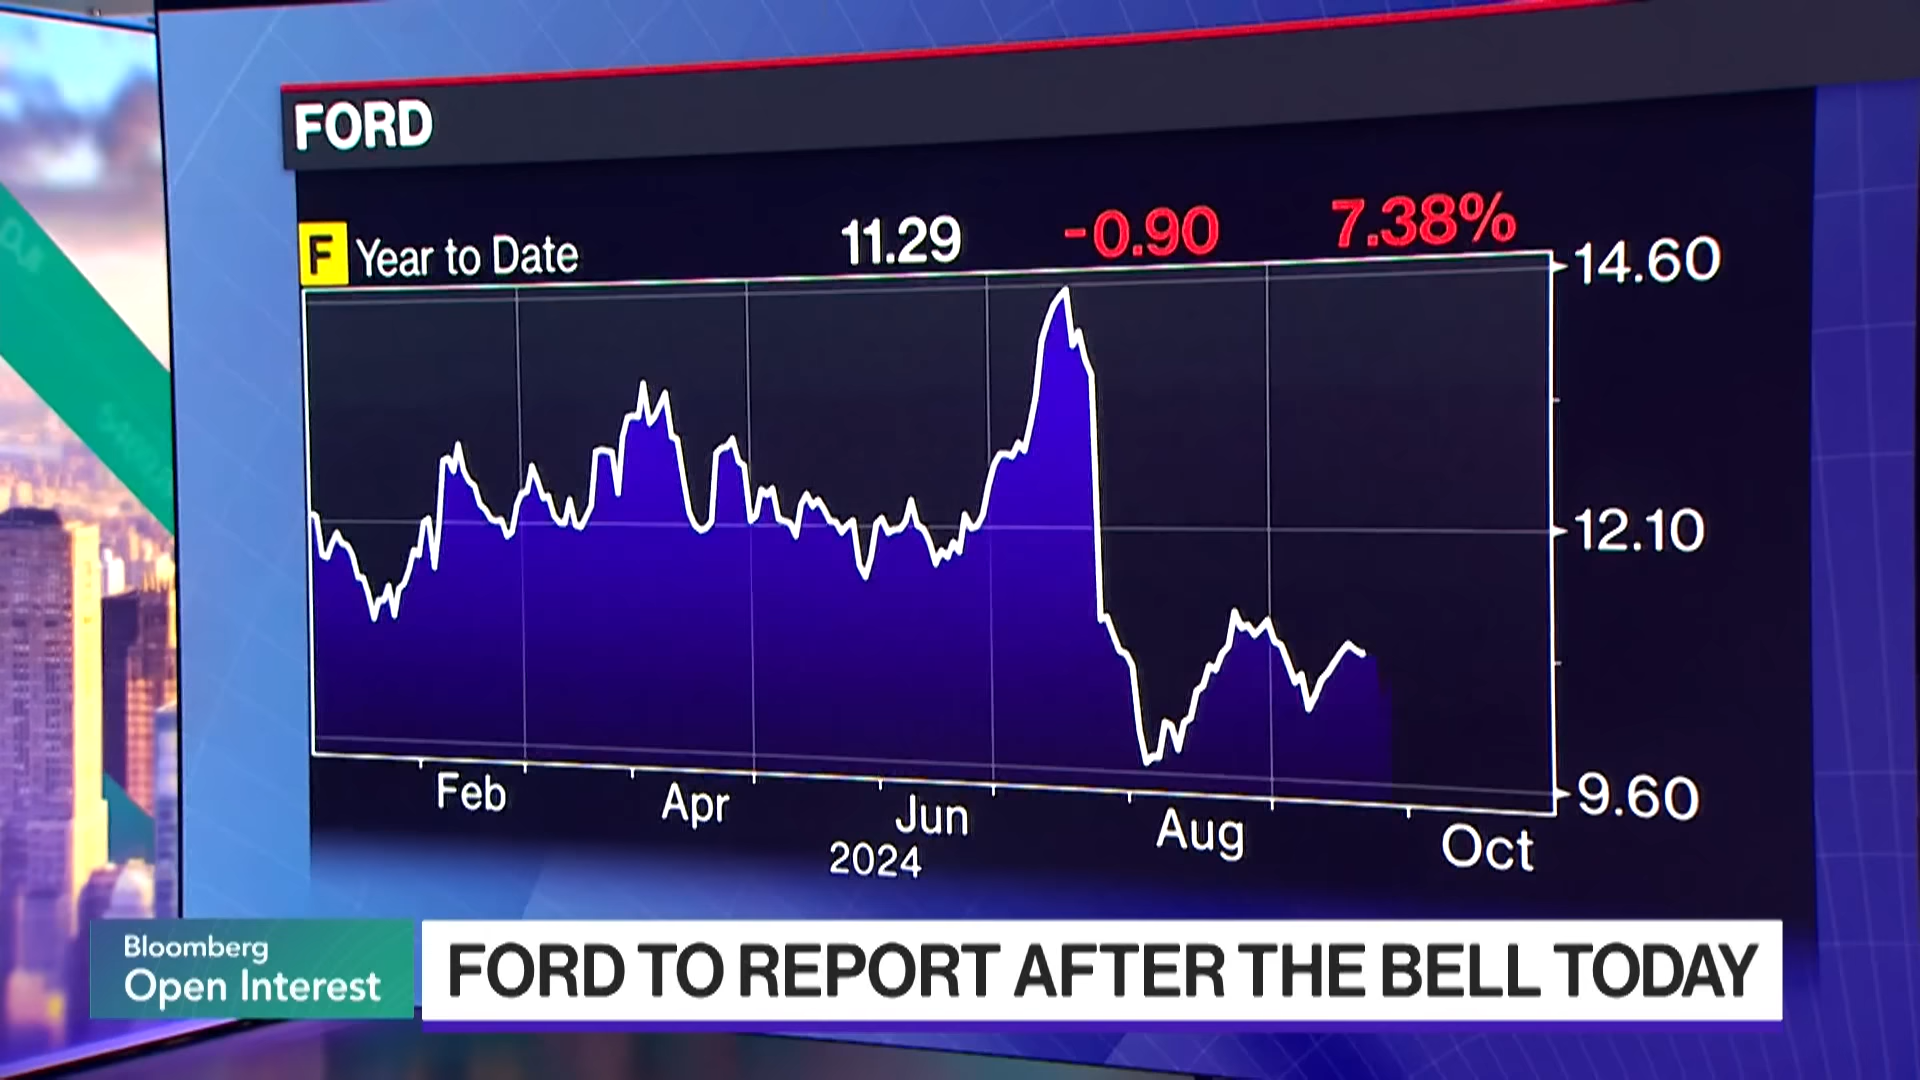 FORD
F Year to Date 11.29 -0.90 7.38%
14.60
12.10
9.60
Feb Apr Jun Aug Oct
2024
Bloomberg
Open Interest
FORD TO REPORT AFTER THE BELL TODAY